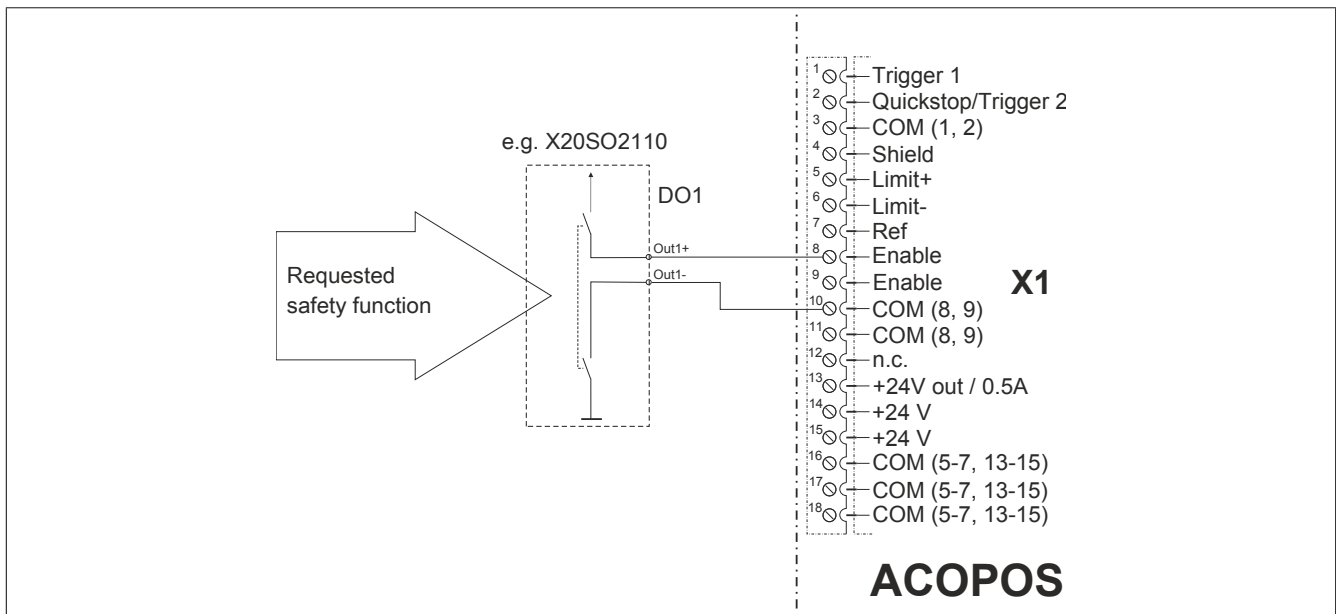 e.g. X20SO2110
DO1
Out1+
Out1-
Requested
safety function
1 Trigger 1
2 Quickstop/Trigger 2
3 COM (1, 2)
4 Shield
5 Limit+
6 Limit-
7 Ref
8 Enable
9 Enable
10 COM (8, 9)
11 COM (8, 9)
12 n.c.
13 +24V out / 0.5A
14 +24 V
15 +24 V
16 COM (5-7, 13-15)
17 COM (5-7, 13-15)
18 COM (5-7, 13-15)
X1
ACOPOS